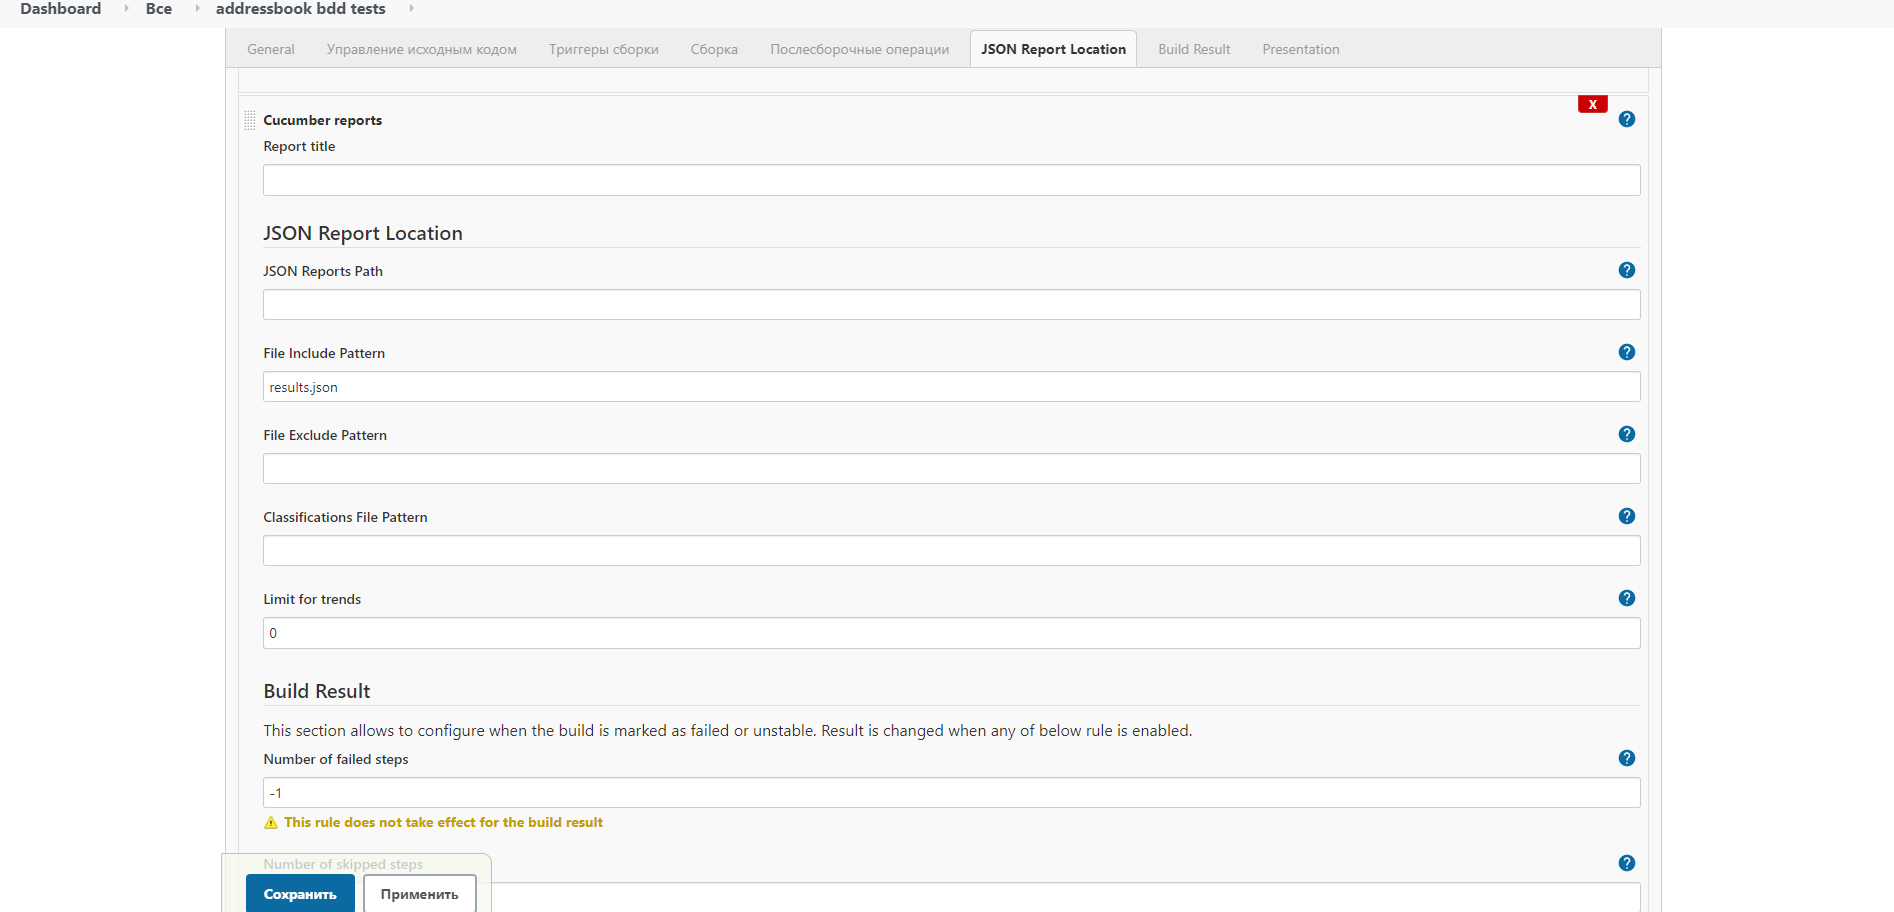 Dashboard Все addressbook bdd tests
General Управление исходным кодом Триггеры сборки Сборка Послесборочные операции JSON Report Location Build Result Presentation
X
Cucumber reports ?
Report title
JSON Report Location
JSON Reports Path ?
File Include Pattern ?
results.json
File Exclude Pattern ?
Classifications File Pattern ?
Limit for trends ?
0
Build Result
This section allows to configure when the build is marked as failed or unstable. Result is changed when any of below rule is enabled.
Number of failed steps ?
-1
This rule does not take effect for the build result
Number of skipped steps ?
Сохранить Применить